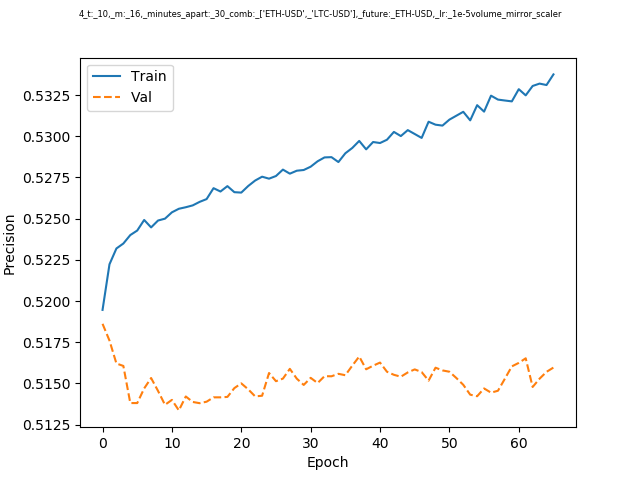 4_t:_10,_m:_16,_minutes_apart:_30_comb:_['ETH-USD',_'LTC-USD'],_future:_ETH-USD,_lr:_1e-5volume_mirror_scaler
Train
Val
0.5325
0.5300
0.5275
0.5250
0.5225
0.5200
0.5175
0.5150
0.5125
Precision
0 10 20 30 40 50 60
Epoch